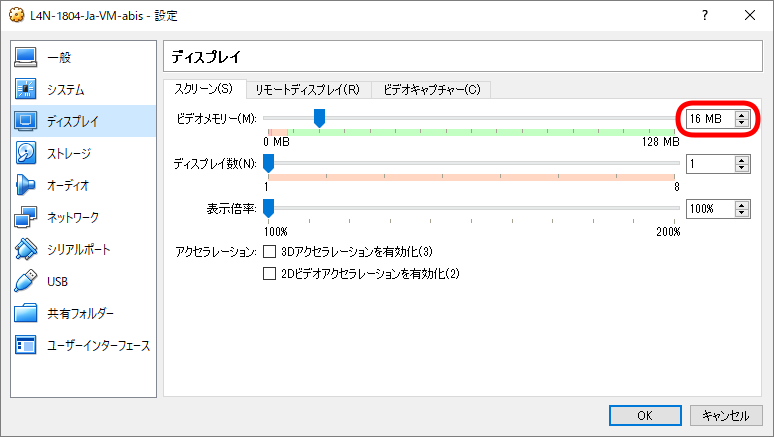 L4N-1804-Ja-VM-abis - 設定
?
一般
システム
ディスプレイ
ストレージ
オーディオ
ネットワーク
シリアルポート
USB
共有フォルダー
ユーザーインターフェース
ディスプレイ
スクリーン(S) リモートディスプレイ(R) ビデオキャプチャー(C)
ビデオメモリー(M): 16 MB
0 MB 128 MB
ディスプレイ数(N): 1
1 8
表示倍率: 100%
100% 200%
アクセラレーション: 3Dアクセラレーションを有効化(3)
2Dビデオアクセラレーションを有効化(2)
OK キャンセル